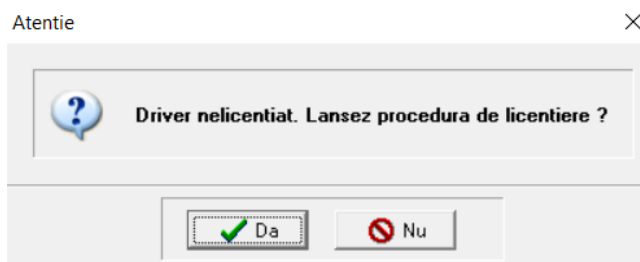 Atentie
Driver nelicentiat. Lansez procedura de licentiere ?
Da Nu